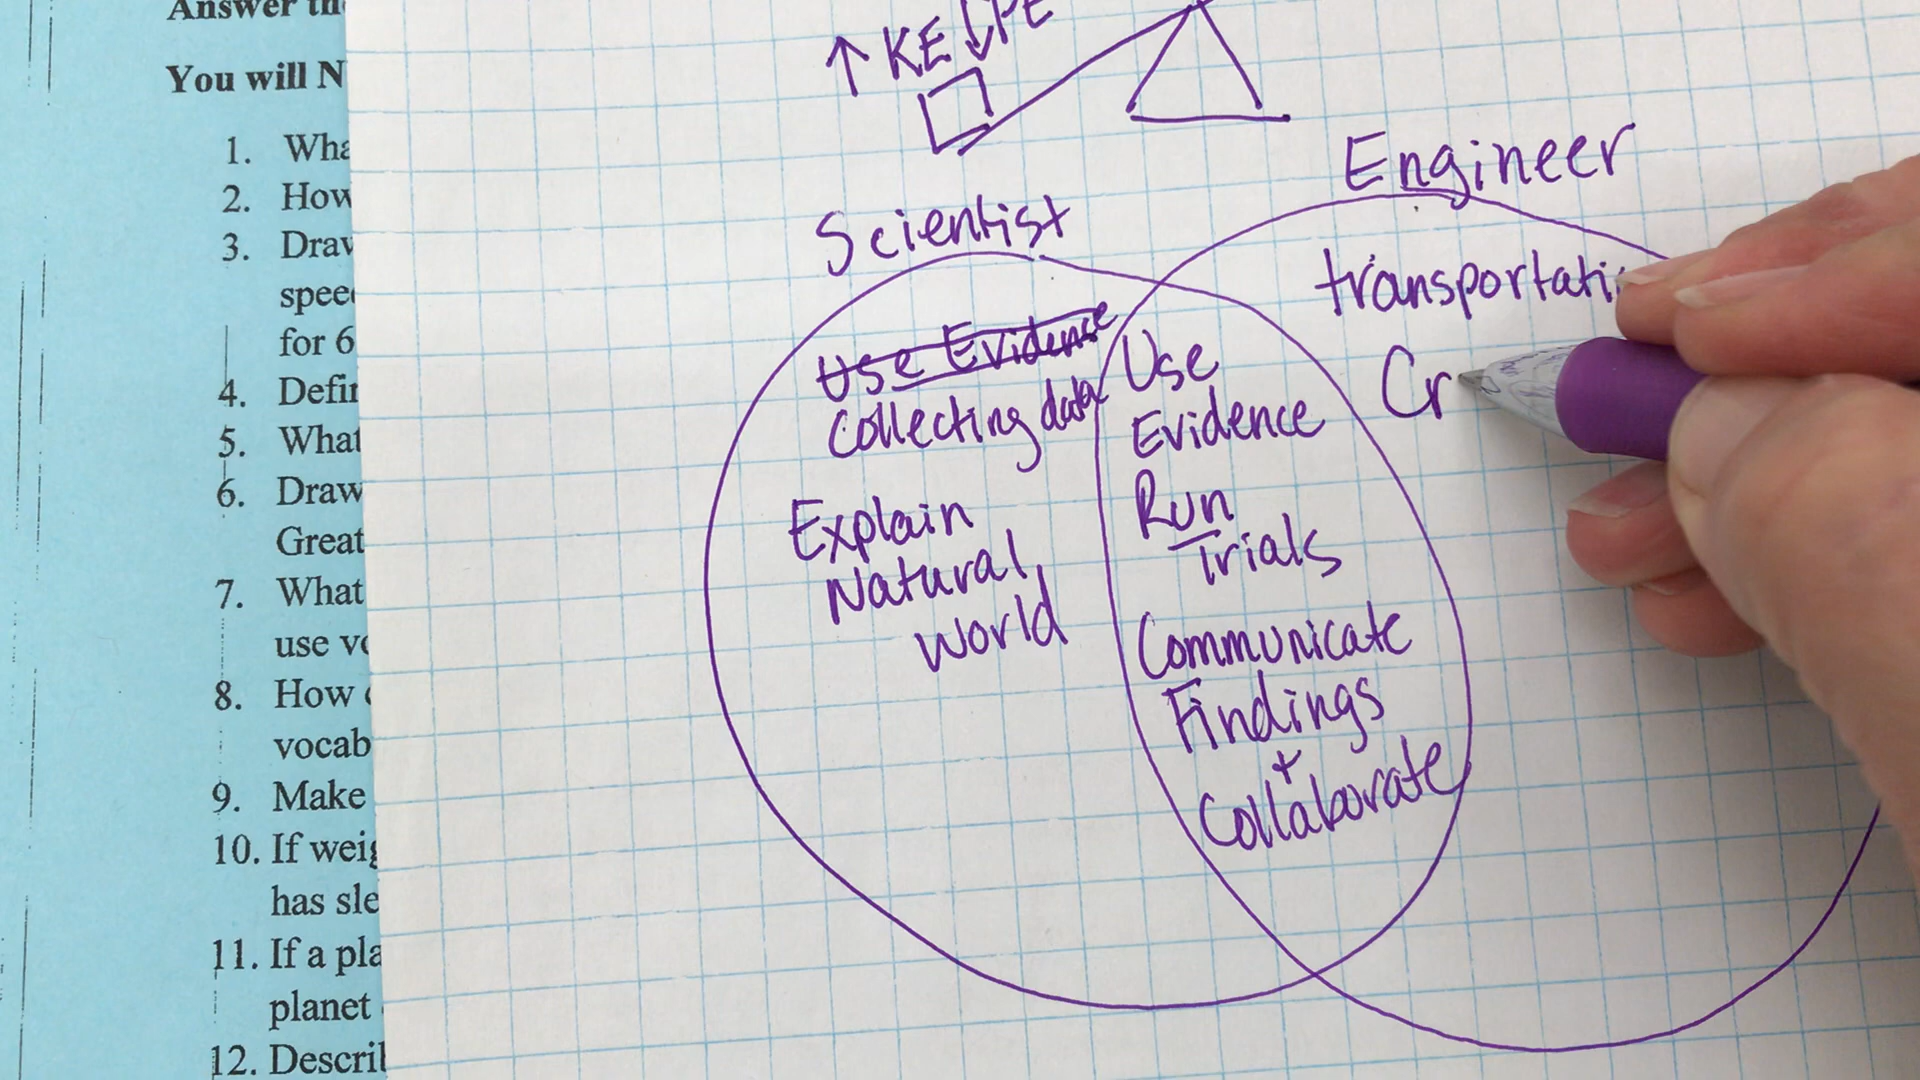 Answer th
You will N
1. Wha
2. How
3. Draw
speed
for 6
4. Defin
5. What
6. Draw
Great
7. What
use vo
8. How
vocab
9. Make
10. If weig
has sle
11. If a pla
planet
12. Describ
↑ KE ↓ PE
Scientist
Use Evidence
Collecting data
Explain
Natural
World
Use
Evidence
Run
Trials
Communicate
Findings
+
Collaborate
Engineer
transportati
Cr